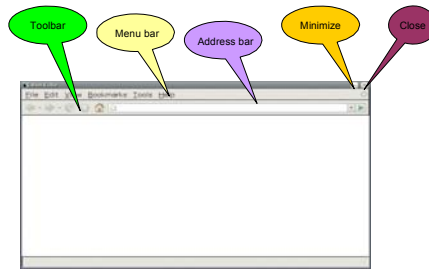 Toolbar
Menu bar
Address bar
Minimize
Close
File Edit View Bookmarks Tools Help